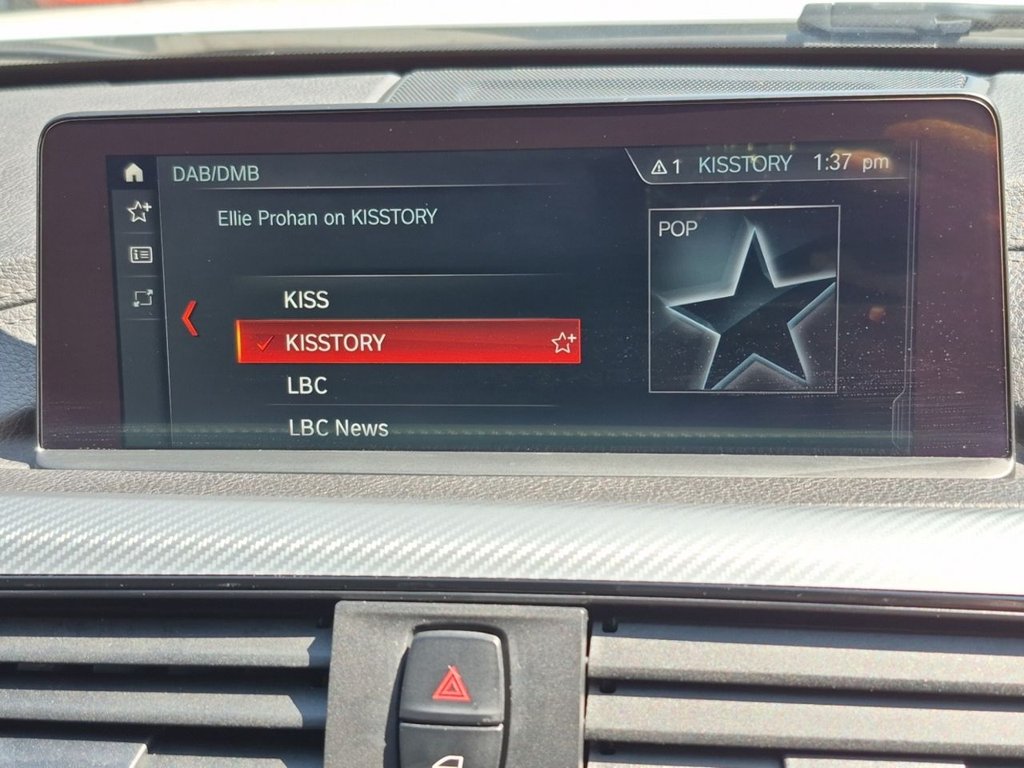 DAB/DMB
1 KISSTORY 1:37 pm
Ellie Prohan on KISSTORY
POP
KISS
KISSTORY
LBC
LBC News